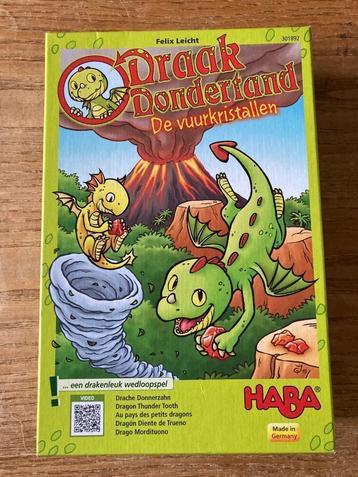 Felix Leicht
301892
Draak
Dondertand
De vuurkristallen
... een drakenleuk wedloopspel
HABA
VIDEO
Drache Donnerzahn
Dragon Thunder Tooth
Au pays des petits dragons
Dragón Diente de Trueno
Drago Mordituono
Made in
Germany